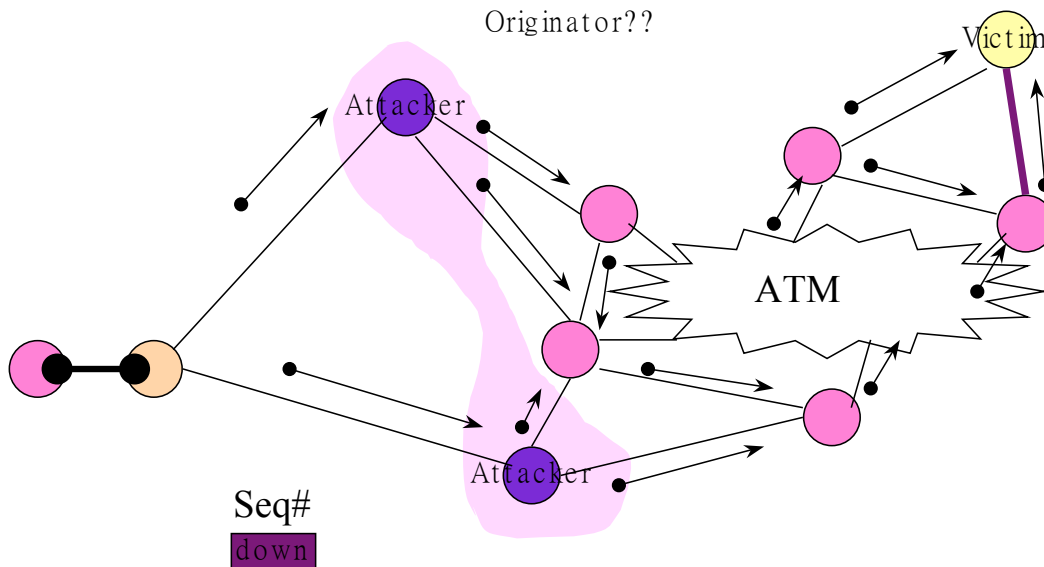 Originator??
Victim
Attacker
ATM
Attacker
Seq#
down